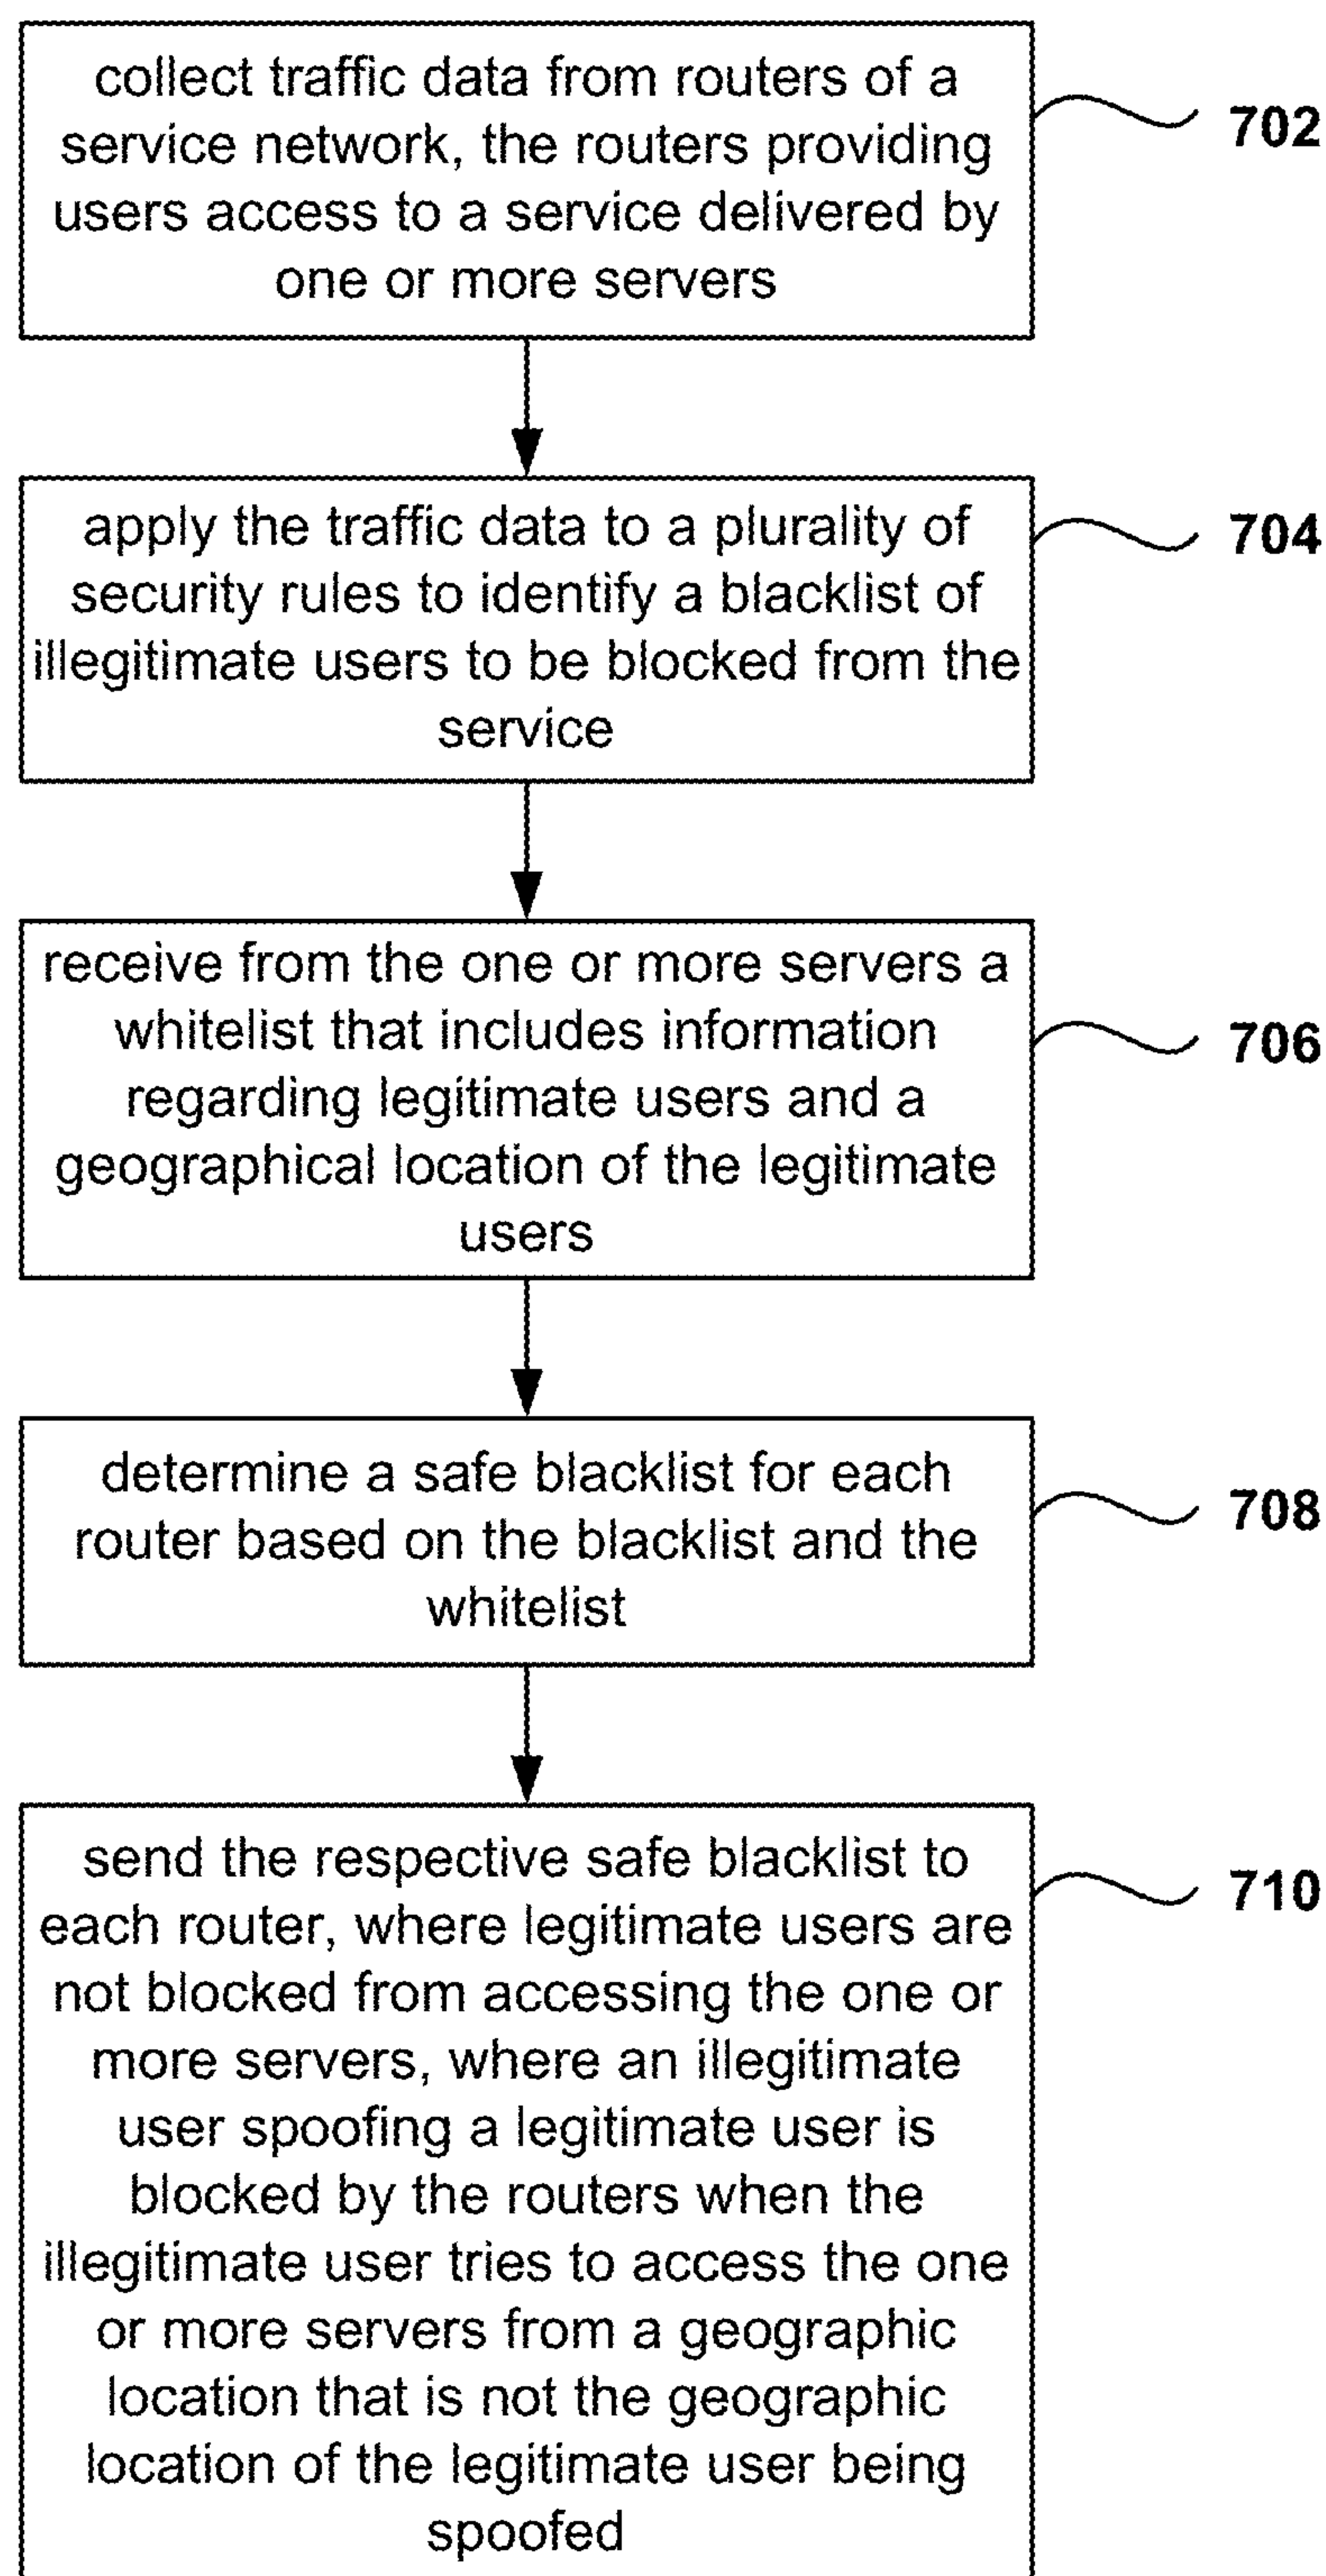 collect traffic data from routers of a
service network, the routers providing
users access to a service delivered by
one or more servers
702
apply the traffic data to a plurality of
security rules to identify a blacklist of
illegitimate users to be blocked from the
service
704
receive from the one or more servers a
whitelist that includes information
regarding legitimate users and a
geographical location of the legitimate
users
706
determine a safe blacklist for each
router based on the blacklist and the
whitelist
708
send the respective safe blacklist to
each router, where legitimate users are
not blocked from accessing the one or
more servers, where an illegitimate
user spoofing a legitimate user is
blocked by the routers when the
illegitimate user tries to access the one
or more servers from a geographic
location that is not the geographic
location of the legitimate user being
spoofed
710